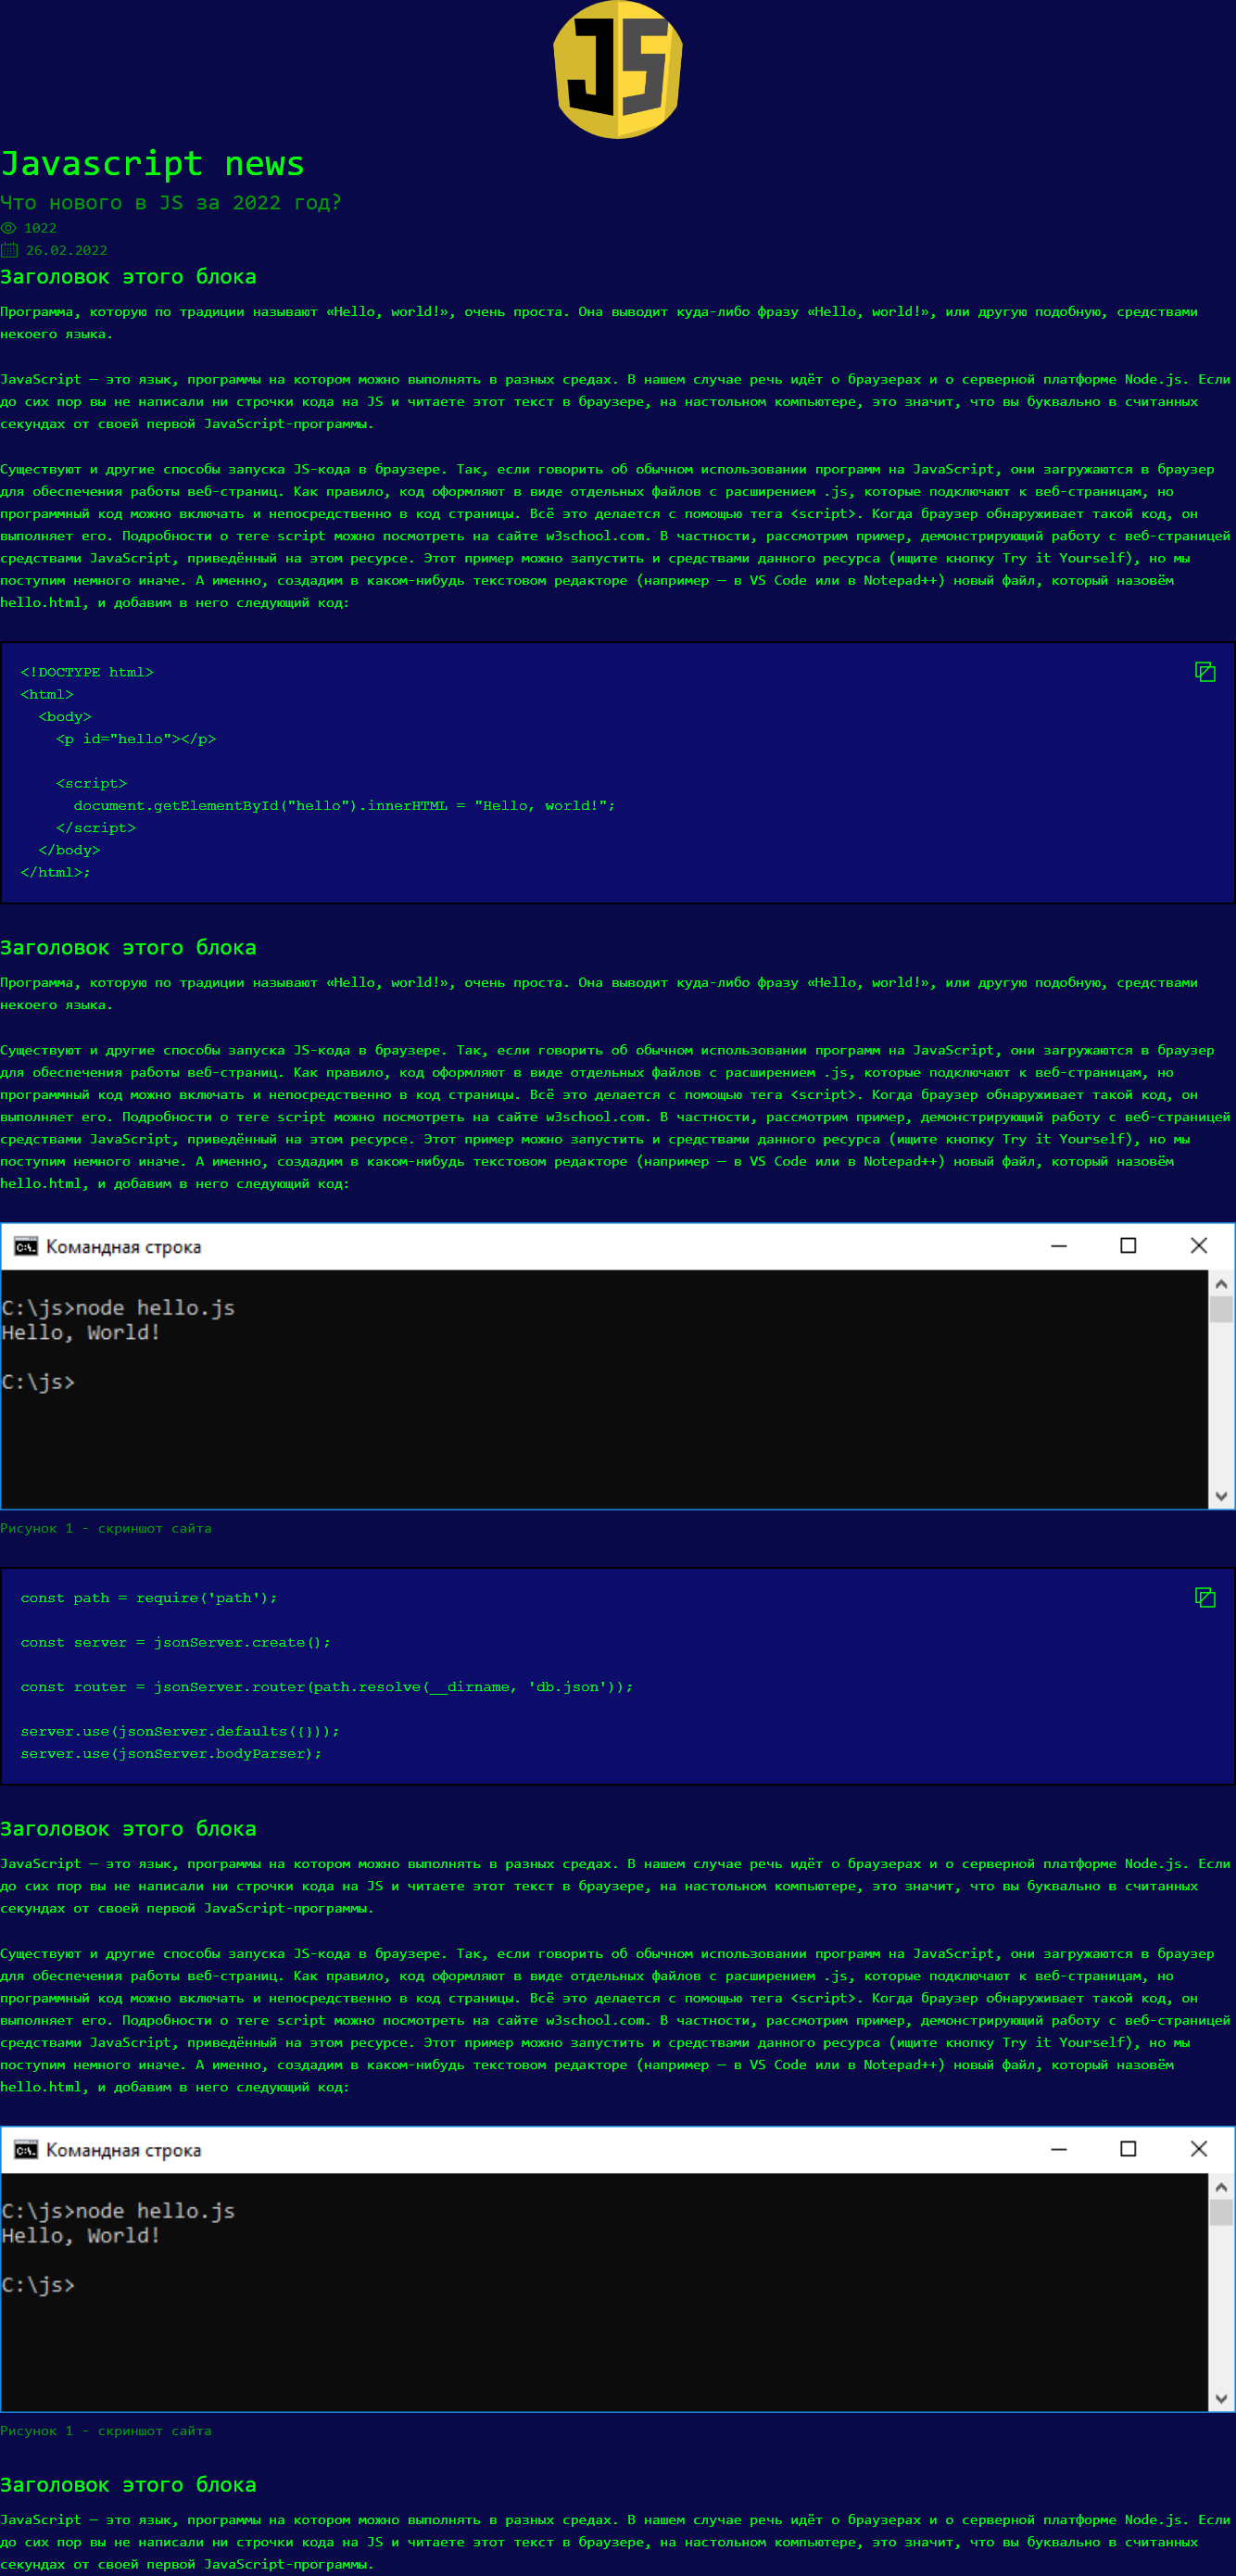 JS
Javascript news
Что нового в JS за 2022 год?
1022
26.02.2022
Заголовок этого блока
Программа, которую по традиции называют «Hello, world!», очень проста. Она выводит куда-либо фразу «Hello, world!», или другую подобную, средствами
некоего языка.
JavaScript — это язык, программы на котором можно выполнять в разных средах. В нашем случае речь идёт о браузерах и о серверной платформе Node.js. Если
до сих пор вы не написали ни строчки кода на JS и читаете этот текст в браузере, на настольном компьютере, это значит, что вы буквально в считанных
секундах от своей первой JavaScript-программы.
Существуют и другие способы запуска JS-кода в браузере. Так, если говорить об обычном использовании программ на JavaScript, они загружаются в браузер
для обеспечения работы веб-страниц. Как правило, код оформляют в виде отдельных файлов с расширением .js, которые подключают к веб-страницам, но
программный код можно включать и непосредственно в код страницы. Всё это делается с помощью тега <script>. Когда браузер обнаруживает такой код, он
выполняет его. Подробности о теге script можно посмотреть на сайте w3school.com. В частности, рассмотрим пример, демонстрирующий работу с веб-страницей
средствами JavaScript, приведённый на этом ресурсе. Этот пример можно запустить и средствами данного ресурса (ищите кнопку Try it Yourself), но мы
поступим немного иначе. А именно, создадим в каком-нибудь текстовом редакторе (например — в VS Code или в Notepad++) новый файл, который назовём
hello.html, и добавим в него следующий код:
<!DOCTYPE html>
<html>
  <body>
    <p id="hello"></p>
    <script>
      document.getElementById("hello").innerHTML = "Hello, world!";
    </script>
  </body>
</html>;
Заголовок этого блока
Программа, которую по традиции называют «Hello, world!», очень проста. Она выводит куда-либо фразу «Hello, world!», или другую подобную, средствами
некоего языка.
Существуют и другие способы запуска JS-кода в браузере. Так, если говорить об обычном использовании программ на JavaScript, они загружаются в браузер
для обеспечения работы веб-страниц. Как правило, код оформляют в виде отдельных файлов с расширением .js, которые подключают к веб-страницам, но
программный код можно включать и непосредственно в код страницы. Всё это делается с помощью тега <script>. Когда браузер обнаруживает такой код, он
выполняет его. Подробности о теге script можно посмотреть на сайте w3school.com. В частности, рассмотрим пример, демонстрирующий работу с веб-страницей
средствами JavaScript, приведённый на этом ресурсе. Этот пример можно запустить и средствами данного ресурса (ищите кнопку Try it Yourself), но мы
поступим немного иначе. А именно, создадим в каком-нибудь текстовом редакторе (например — в VS Code или в Notepad++) новый файл, который назовём
hello.html, и добавим в него следующий код:
Командная строка
C:\js>node hello.js
Hello, World!
C:\js>
Рисунок 1 - скриншот сайта
const path = require('path');
const server = jsonServer.create();
const router = jsonServer.router(path.resolve(__dirname, 'db.json'));
server.use(jsonServer.defaults({}));
server.use(jsonServer.bodyParser);
Заголовок этого блока
JavaScript — это язык, программы на котором можно выполнять в разных средах. В нашем случае речь идёт о браузерах и о серверной платформе Node.js. Если
до сих пор вы не написали ни строчки кода на JS и читаете этот текст в браузере, на настольном компьютере, это значит, что вы буквально в считанных
секундах от своей первой JavaScript-программы.
Существуют и другие способы запуска JS-кода в браузере. Так, если говорить об обычном использовании программ на JavaScript, они загружаются в браузер
для обеспечения работы веб-страниц. Как правило, код оформляют в виде отдельных файлов с расширением .js, которые подключают к веб-страницам, но
программный код можно включать и непосредственно в код страницы. Всё это делается с помощью тега <script>. Когда браузер обнаруживает такой код, он
выполняет его. Подробности о теге script можно посмотреть на сайте w3school.com. В частности, рассмотрим пример, демонстрирующий работу с веб-страницей
средствами JavaScript, приведённый на этом ресурсе. Этот пример можно запустить и средствами данного ресурса (ищите кнопку Try it Yourself), но мы
поступим немного иначе. А именно, создадим в каком-нибудь текстовом редакторе (например — в VS Code или в Notepad++) новый файл, который назовём
hello.html, и добавим в него следующий код:
Командная строка
C:\js>node hello.js
Hello, World!
C:\js>
Рисунок 1 - скриншот сайта
Заголовок этого блока
JavaScript — это язык, программы на котором можно выполнять в разных средах. В нашем случае речь идёт о браузерах и о серверной платформе Node.js. Если
до сих пор вы не написали ни строчки кода на JS и читаете этот текст в браузере, на настольном компьютере, это значит, что вы буквально в считанных
секундах от своей первой JavaScript-программы.